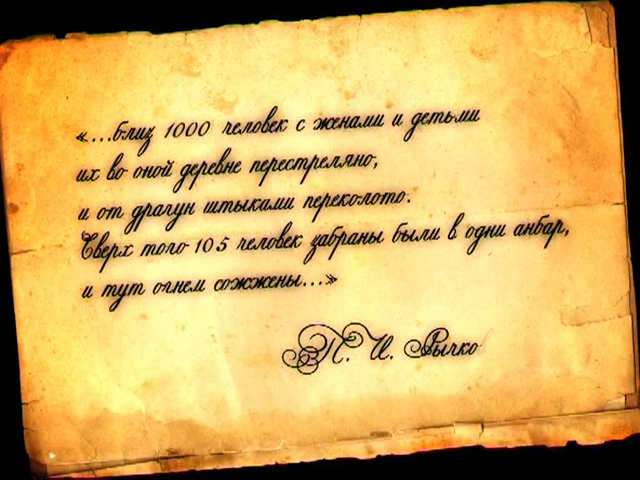 «...близ 1000 человек с женами и детьми
их во оной деревне перестреляно,
и от драгун штыками переколото.
Сверх того 105 человек забраны были в одни анбар,
и тут огнем сожжены...»
П. И. Рычко